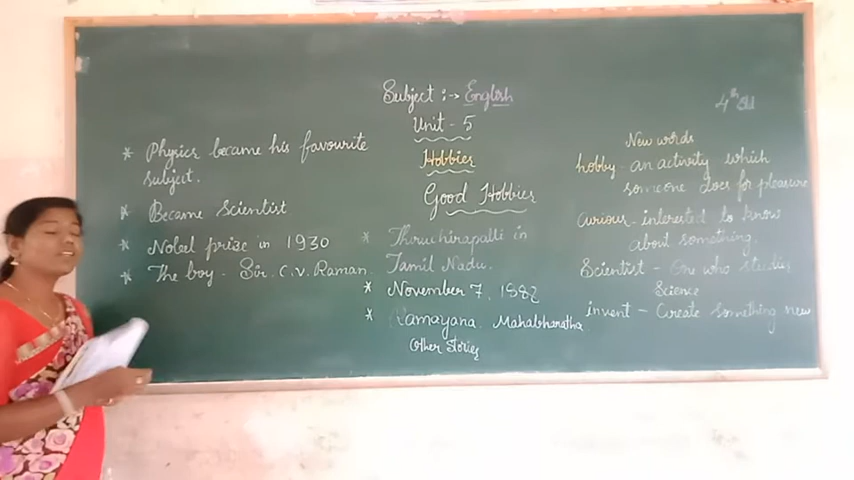 Subject :→ English
4th
Unit - 5
Hobbies
Good Hobbies
* Physics became his favourite
subject.
* Became Scientist
* Nobel prize in 1930
* The boy - Sir. C.V. Raman.
* Thiruchirapalli in
Tamil Nadu.
* November 7, 1882
* Ramayana. Mahabharatha
Other Stories
New words
hobby - an activity which
someone does for pleasure
curious - interested to know
about something.
Scientist - One who studies
Science
invent - Create something new